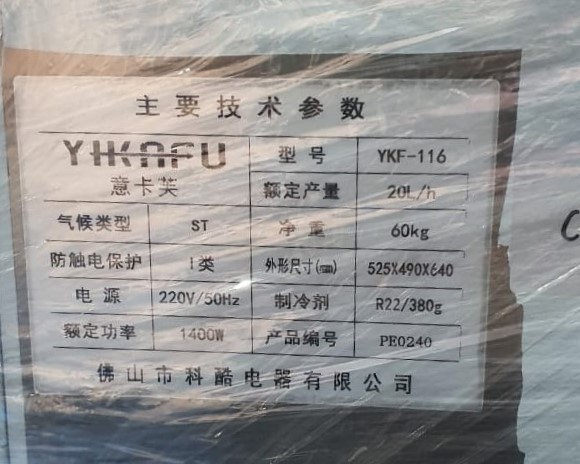 主要技术参数
YIKAFU 型号 YKF-116
意卡芙 额定产量 20L/h
气候类型 ST 净重 60kg
防触电保护 I类 外形尺寸(mm) 525X490X640
电源 220V/50Hz 制冷剂 R22/380g
额定功率 1400W 产品编号 PE0240
佛山市科酷电器有限公司
C